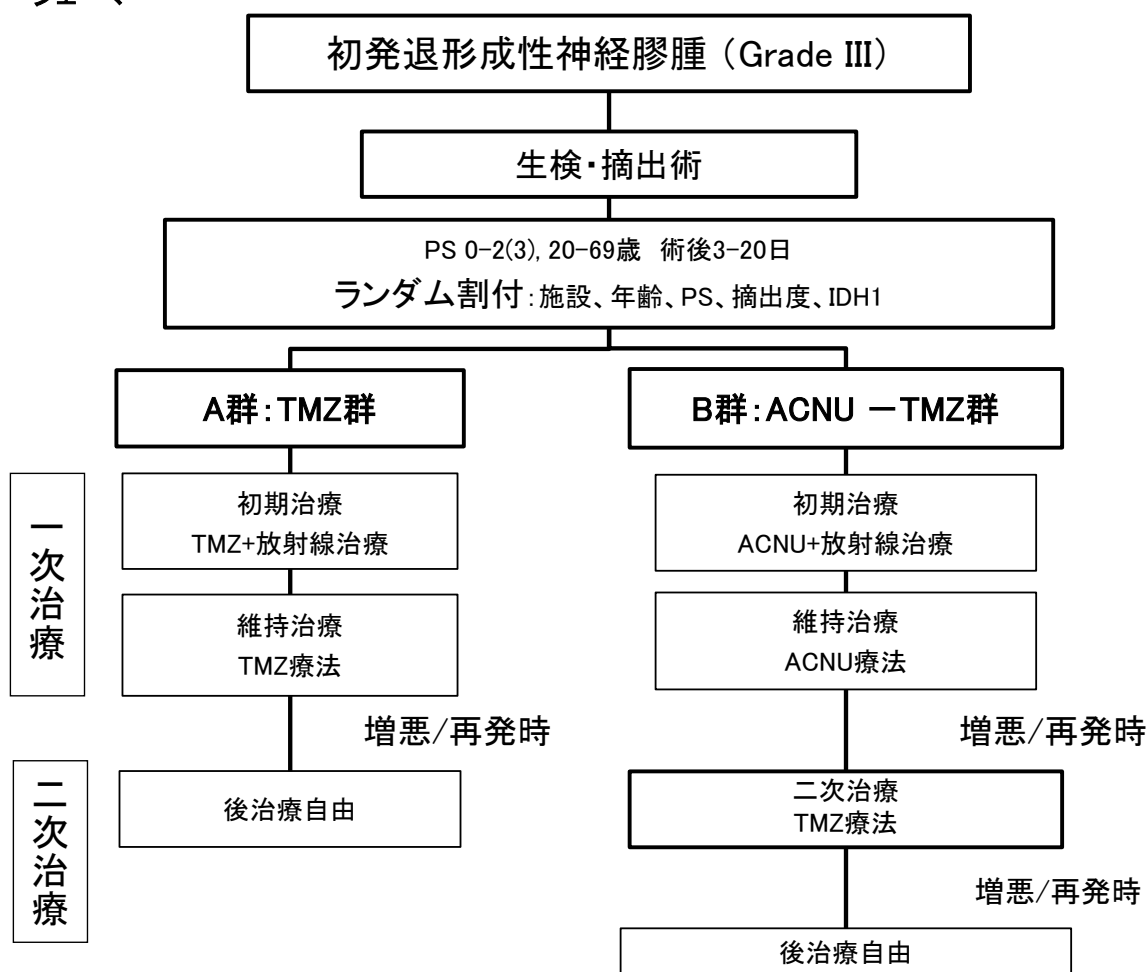 初発退形成性神経膠腫 (Grade III)
生検・摘出術
PS 0-2(3), 20-69歳 術後3-20日
ランダム割付:施設、年齢、PS、摘出度、IDH1
A群:TMZ群
B群:ACNU -TMZ群
一次治療
初期治療
TMZ+放射線治療
初期治療
ACNU+放射線治療
維持治療
TMZ療法
維持治療
ACNU療法
増悪/再発時
増悪/再発時
二次治療
後治療自由
二次治療
TMZ療法
増悪/再発時
後治療自由